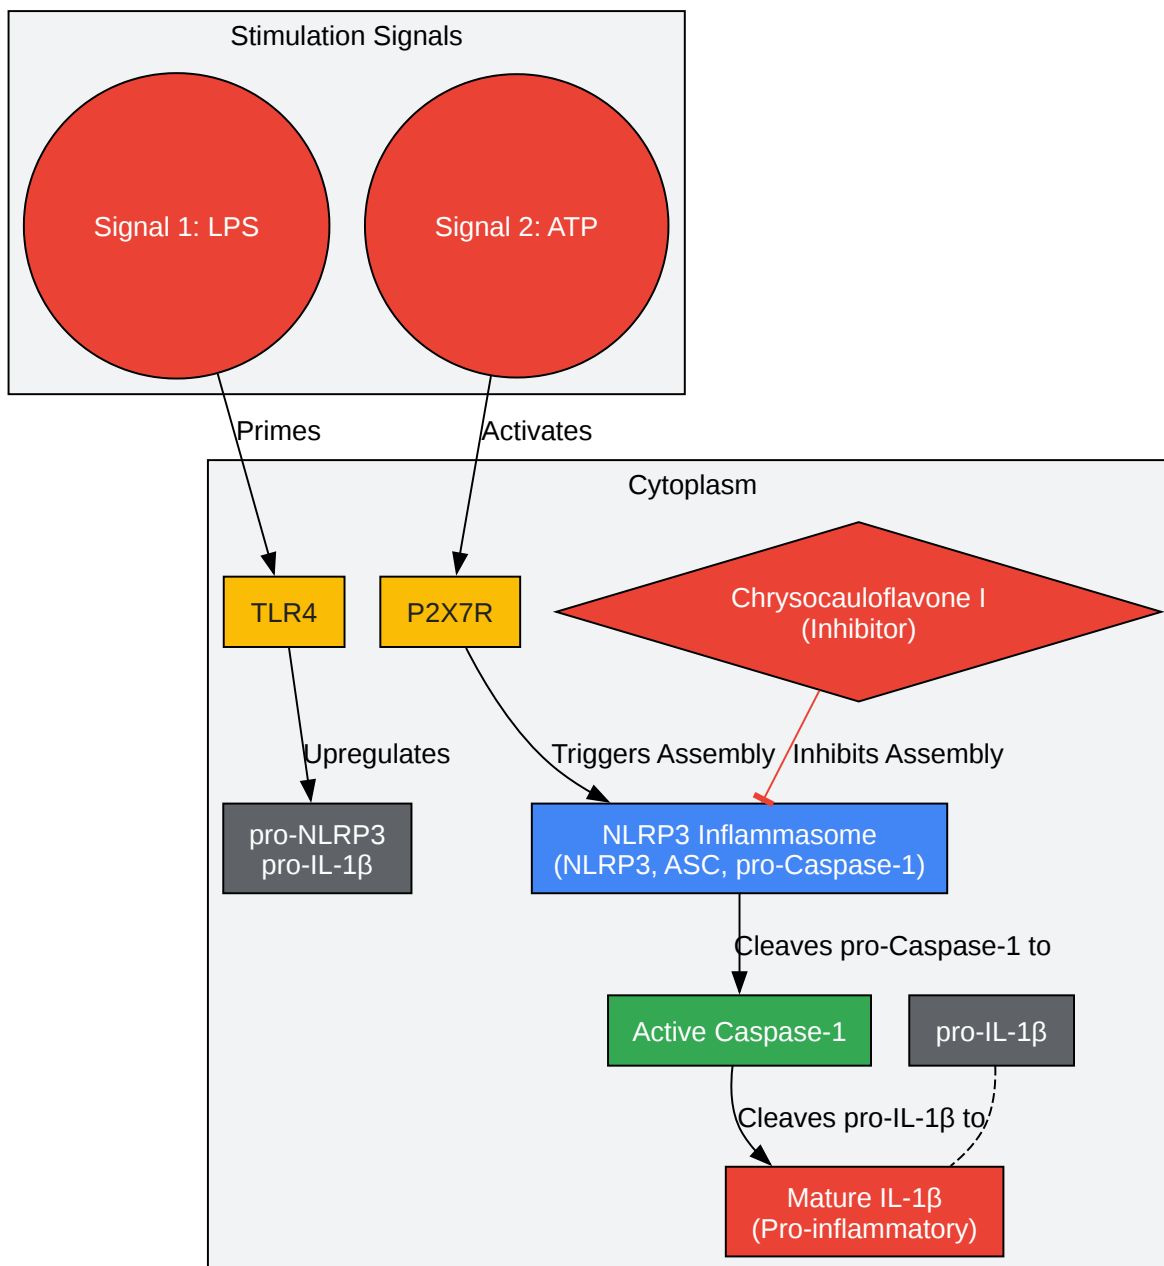 Stimulation Signals
Signal 1: LPS
Signal 2: ATP
Primes
Activates
Cytoplasm
TLR4
P2X7R
Chrysocauloflavone I
(Inhibitor)
Upregulates
Triggers Assembly
Inhibits Assembly
pro-NLRP3
pro-IL-1β
NLRP3 Inflammasome
(NLRP3, ASC, pro-Caspase-1)
Cleaves pro-Caspase-1 to
Active Caspase-1
pro-IL-1β
Cleaves pro-IL-1β to
Mature IL-1β
(Pro-inflammatory)